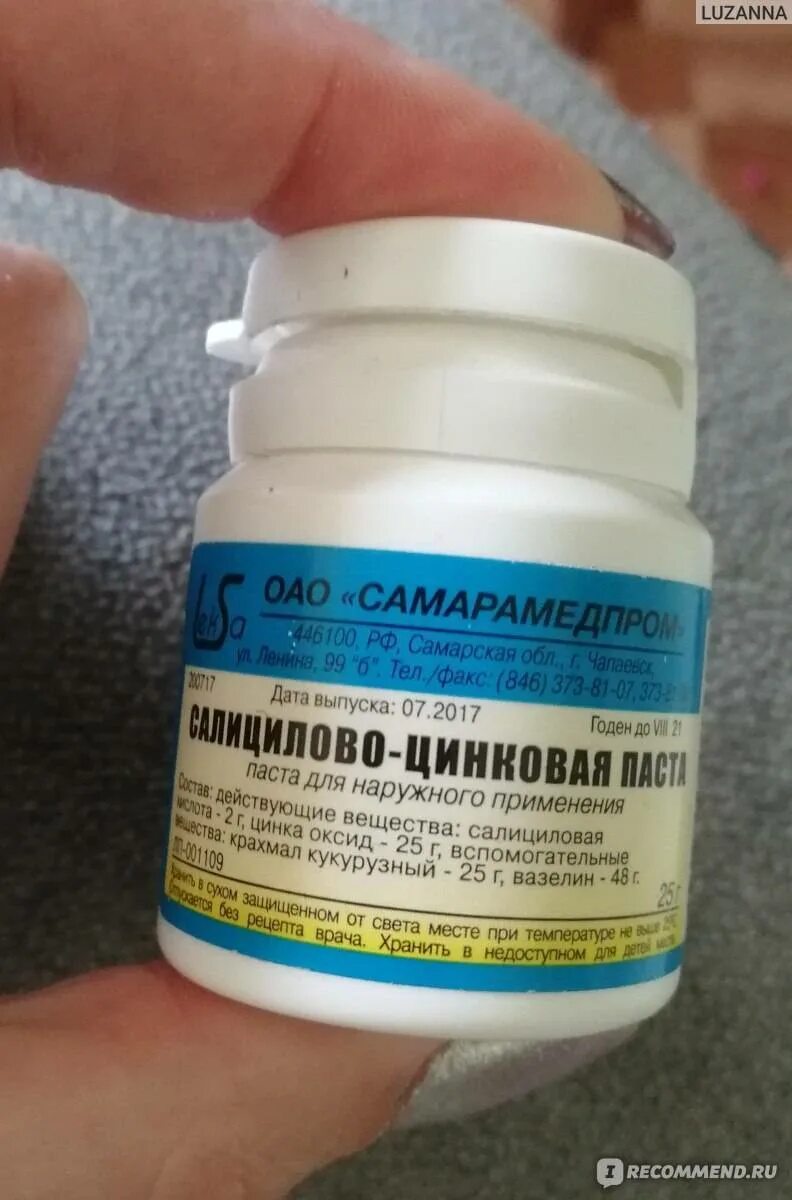 LUZANNA
LekSa
ОАО «САМАРАМЕДПРОМ»
446100, РФ, Самарская обл., г. Чапаевск,
ул. Ленина, 99 "б". Тел./факс: (846) 373-81-07,
200717
Дата выпуска: 07.2017
Годен до VIII 21
САЛИЦИЛОВО-ЦИНКОВАЯ ПАСТА
паста для наружного применения
Состав: действующие вещества: салициловая
кислота - 2 г, цинка оксид - 25 г, вспомогательные
вещества: крахмал кукурузный - 25 г, вазелин - 48 г.
ЛП-001109
25 г
Хранить в сухом защищенном от света месте при температуре не выше
Отпускается без рецепта врача. Хранить в недоступном для детей месте
IRECOMMEND.RU